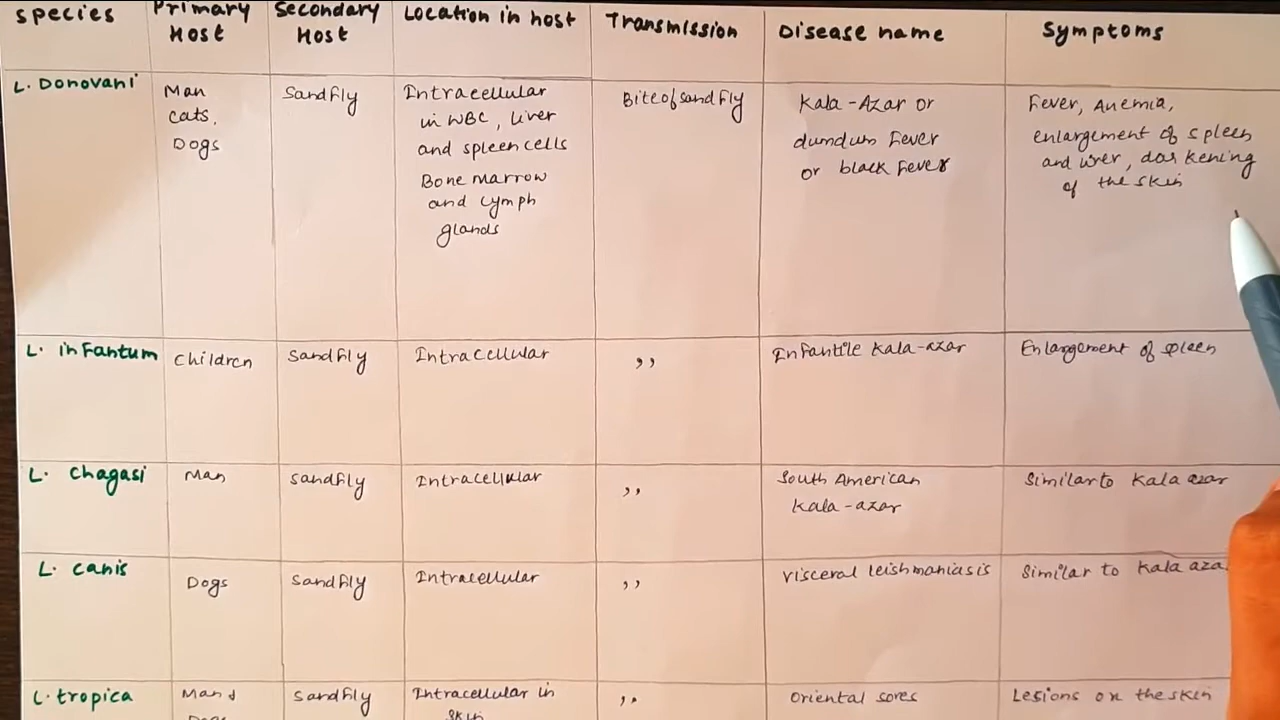 species
Primary
Host
Secondary
Host
Location in host
Transmission
Disease name
Symptoms
L. Donovani
Man
cats,
Dogs
Sandfly
Intracellular
in WBC, liver
and spleen cells
Bone marrow
and lymph
glands
Bite of sandfly
Kala-Azar or
dumdum Fever
or black Fever
Fever, Anemia,
enlargement of spleen
and liver, darkening
of the skin
L. infantum
Children
Sandfly
Intracellular
,,
Infantile Kala-azar
Enlargement of spleen
L. Chagasi
Man
Sandfly
Intracellular
,,
South American
Kala-azar
Similar to Kala azar
L. canis
Dogs
Sandfly
Intracellular
,,
visceral leishmaniasis
Similar to Kala aza
L. tropica
Man &
Sandfly
Intracellular in
skin
,,
Oriental sores
Lesions on the skin